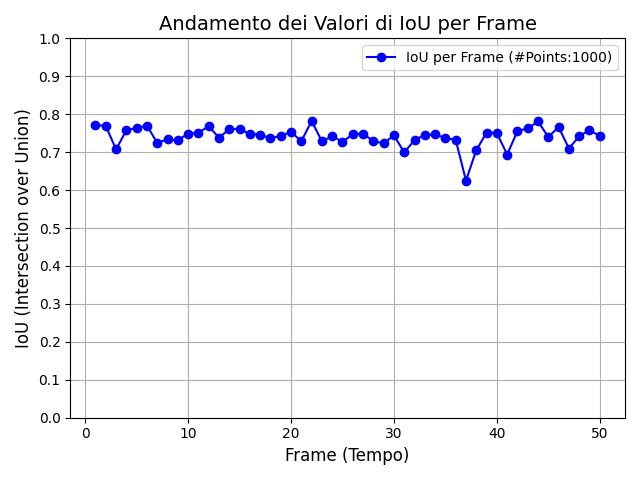 Andamento dei Valori di IoU per Frame
IoU per Frame (#Points:1000)
IoU (Intersection over Union)
1.0
0.9
0.8
0.7
0.6
0.5
0.4
0.3
0.2
0.1
0.0
0 10 20 30 40 50
Frame (Tempo)